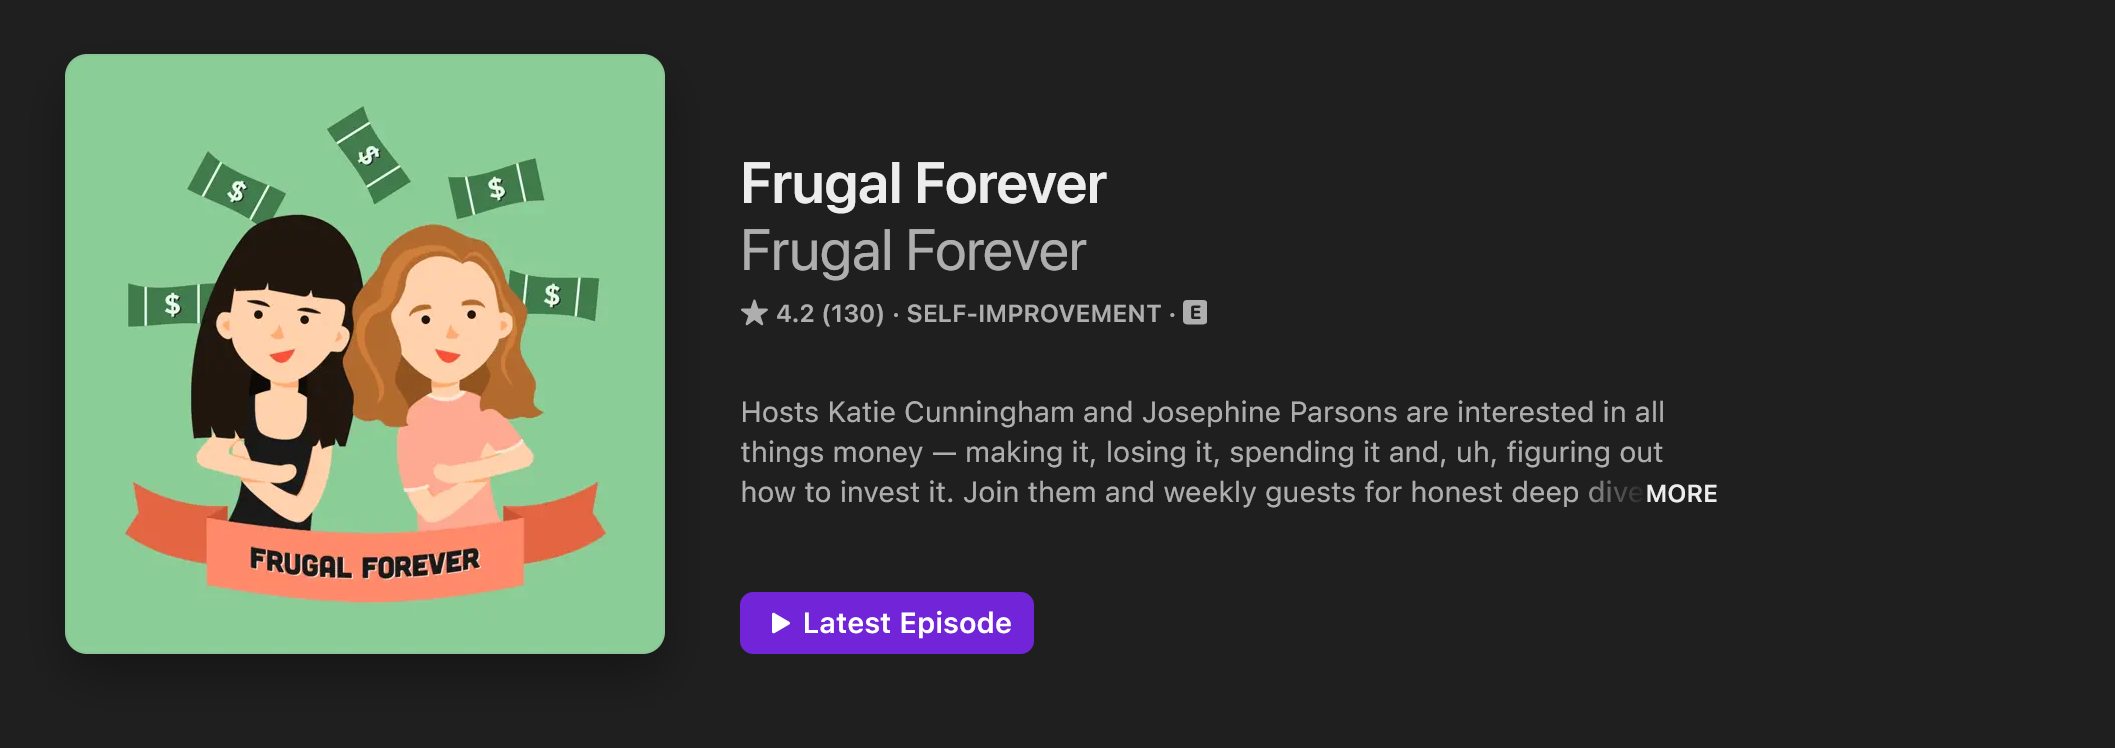 $
$
$
$
$
FRUGAL FOREVER
Frugal Forever
Frugal Forever
★ 4.2 (130) · SELF-IMPROVEMENT · E
Hosts Katie Cunningham and Josephine Parsons are interested in all
things money — making it, losing it, spending it and, uh, figuring out
how to invest it. Join them and weekly guests for honest deep dive MORE
Latest Episode